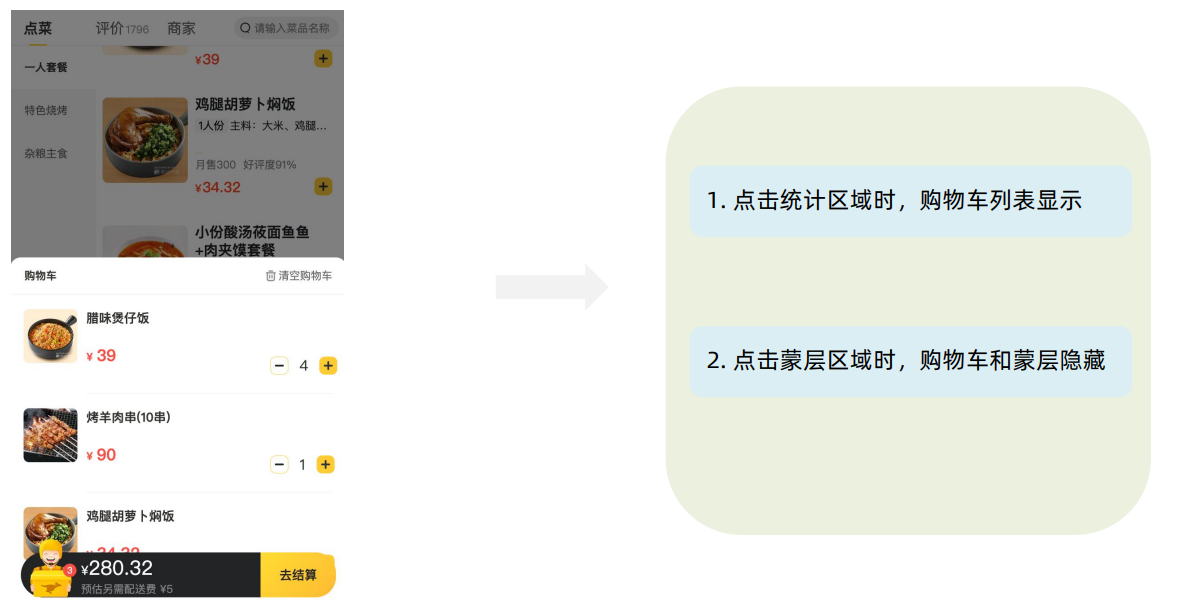 点菜 评价 1796 商家 请输入菜品名称
一人套餐
特色烧烤
杂粮主食
¥39
鸡腿胡萝卜焖饭
1人份 主料：大米、鸡腿...
月售300 好评度91%
¥34.32
小份酸汤莜面鱼鱼
+肉夹馍套餐
购物车 清空购物车
腊味煲仔饭
¥ 39
4
烤羊肉串(10串)
¥ 90
1
鸡腿胡萝卜焖饭
¥ 34.32
3 ¥280.32
预估另需配送费 ¥5
去结算
1. 点击统计区域时，购物车列表显示
2. 点击蒙层区域时，购物车和蒙层隐藏